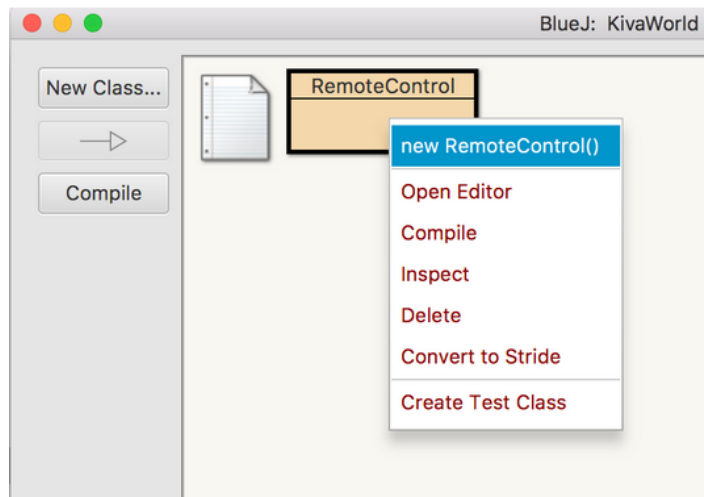 BlueJ: KivaWorld
New Class...
Compile
RemoteControl
new RemoteControl()
Open Editor
Compile
Inspect
Delete
Convert to Stride
Create Test Class